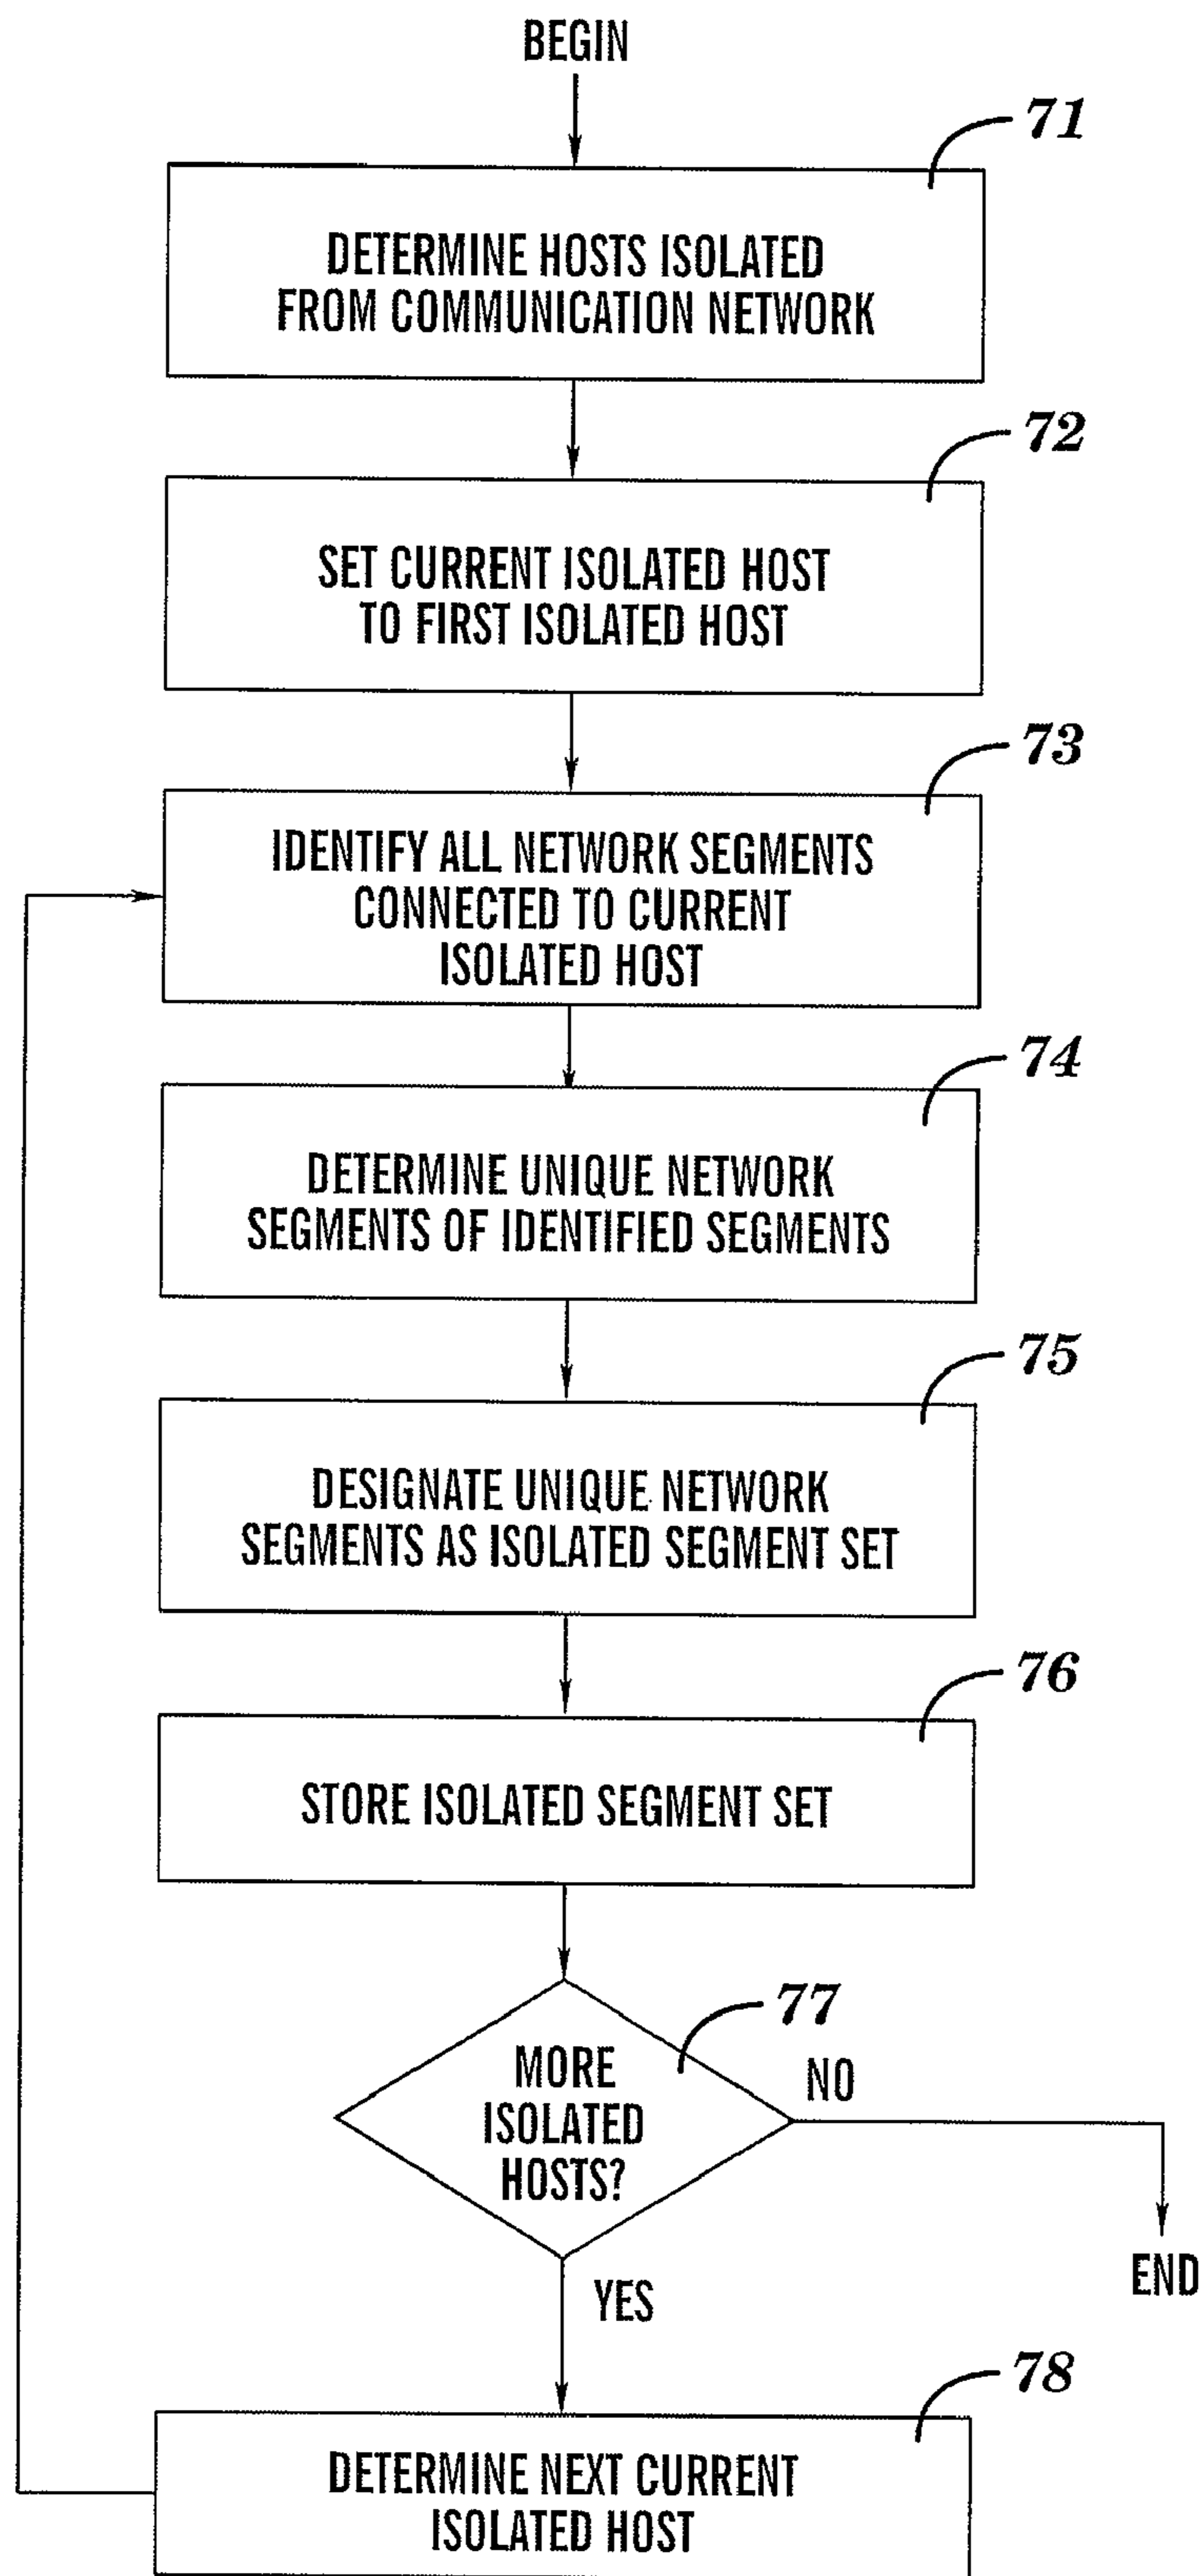 BEGIN
71
DETERMINE HOSTS ISOLATED
FROM COMMUNICATION NETWORK
72
SET CURRENT ISOLATED HOST
TO FIRST ISOLATED HOST
73
IDENTIFY ALL NETWORK SEGMENTS
CONNECTED TO CURRENT
ISOLATED HOST
74
DETERMINE UNIQUE NETWORK
SEGMENTS OF IDENTIFIED SEGMENTS
75
DESIGNATE UNIQUE NETWORK
SEGMENTS AS ISOLATED SEGMENT SET
76
STORE ISOLATED SEGMENT SET
77
MORE
ISOLATED
HOSTS?
NO
END
YES
78
DETERMINE NEXT CURRENT
ISOLATED HOST